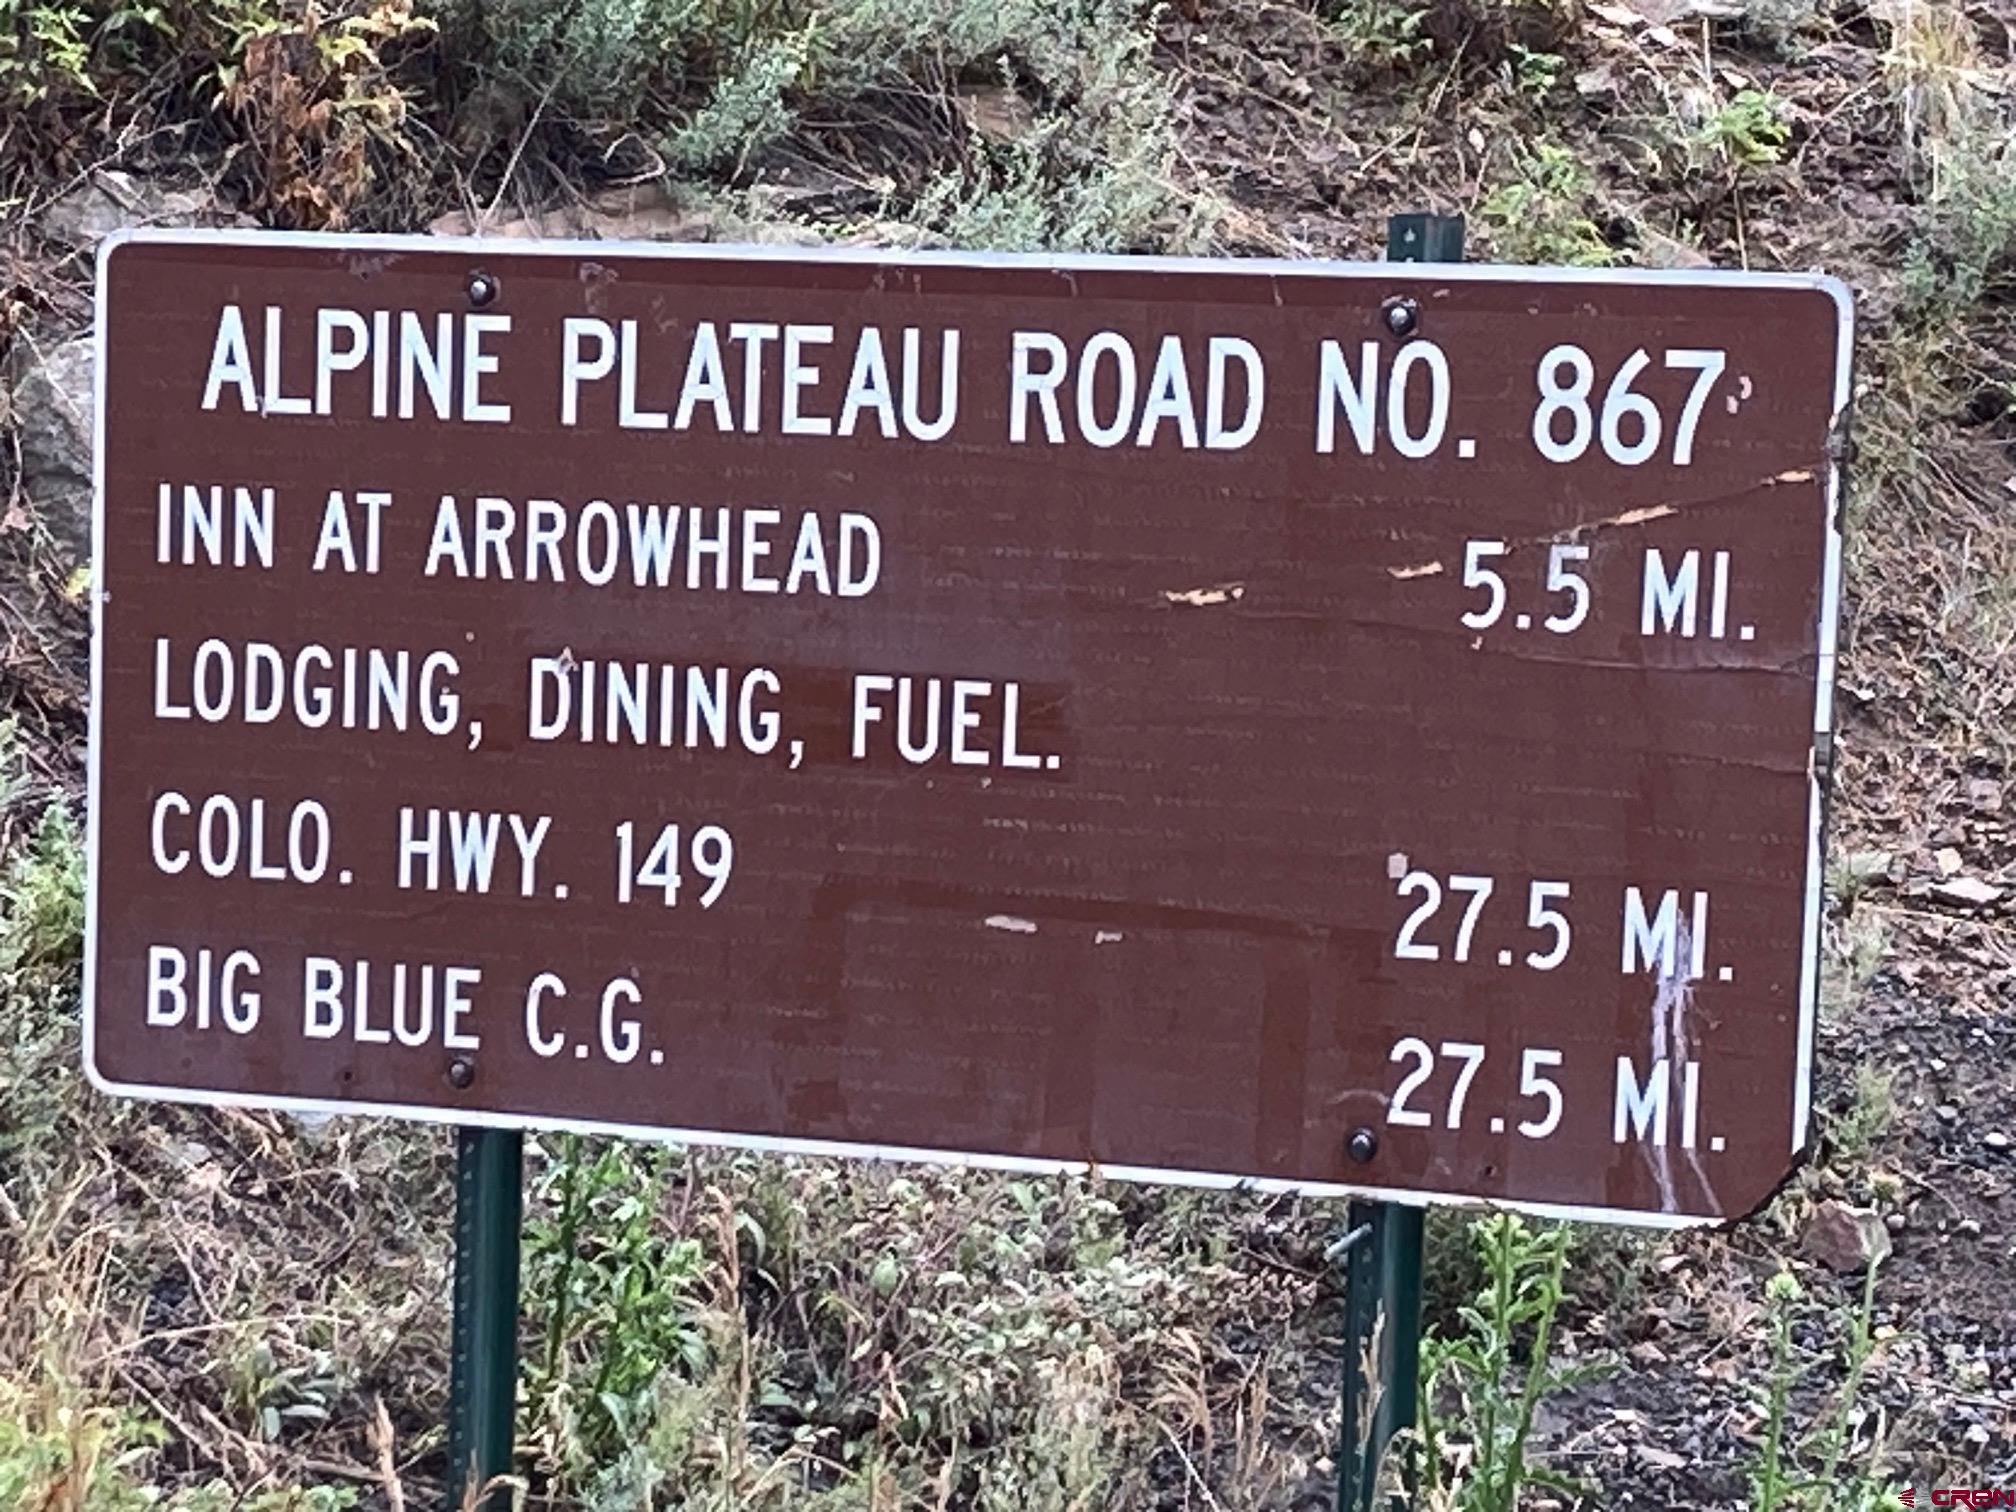 ALPINE PLATEAU ROAD NO. 867
INN AT ARROWHEAD 5.5 MI.
LODGING, DINING, FUEL.
COLO. HWY. 149 27.5 MI.
BIG BLUE C.G. 27.5 MI.
CREN